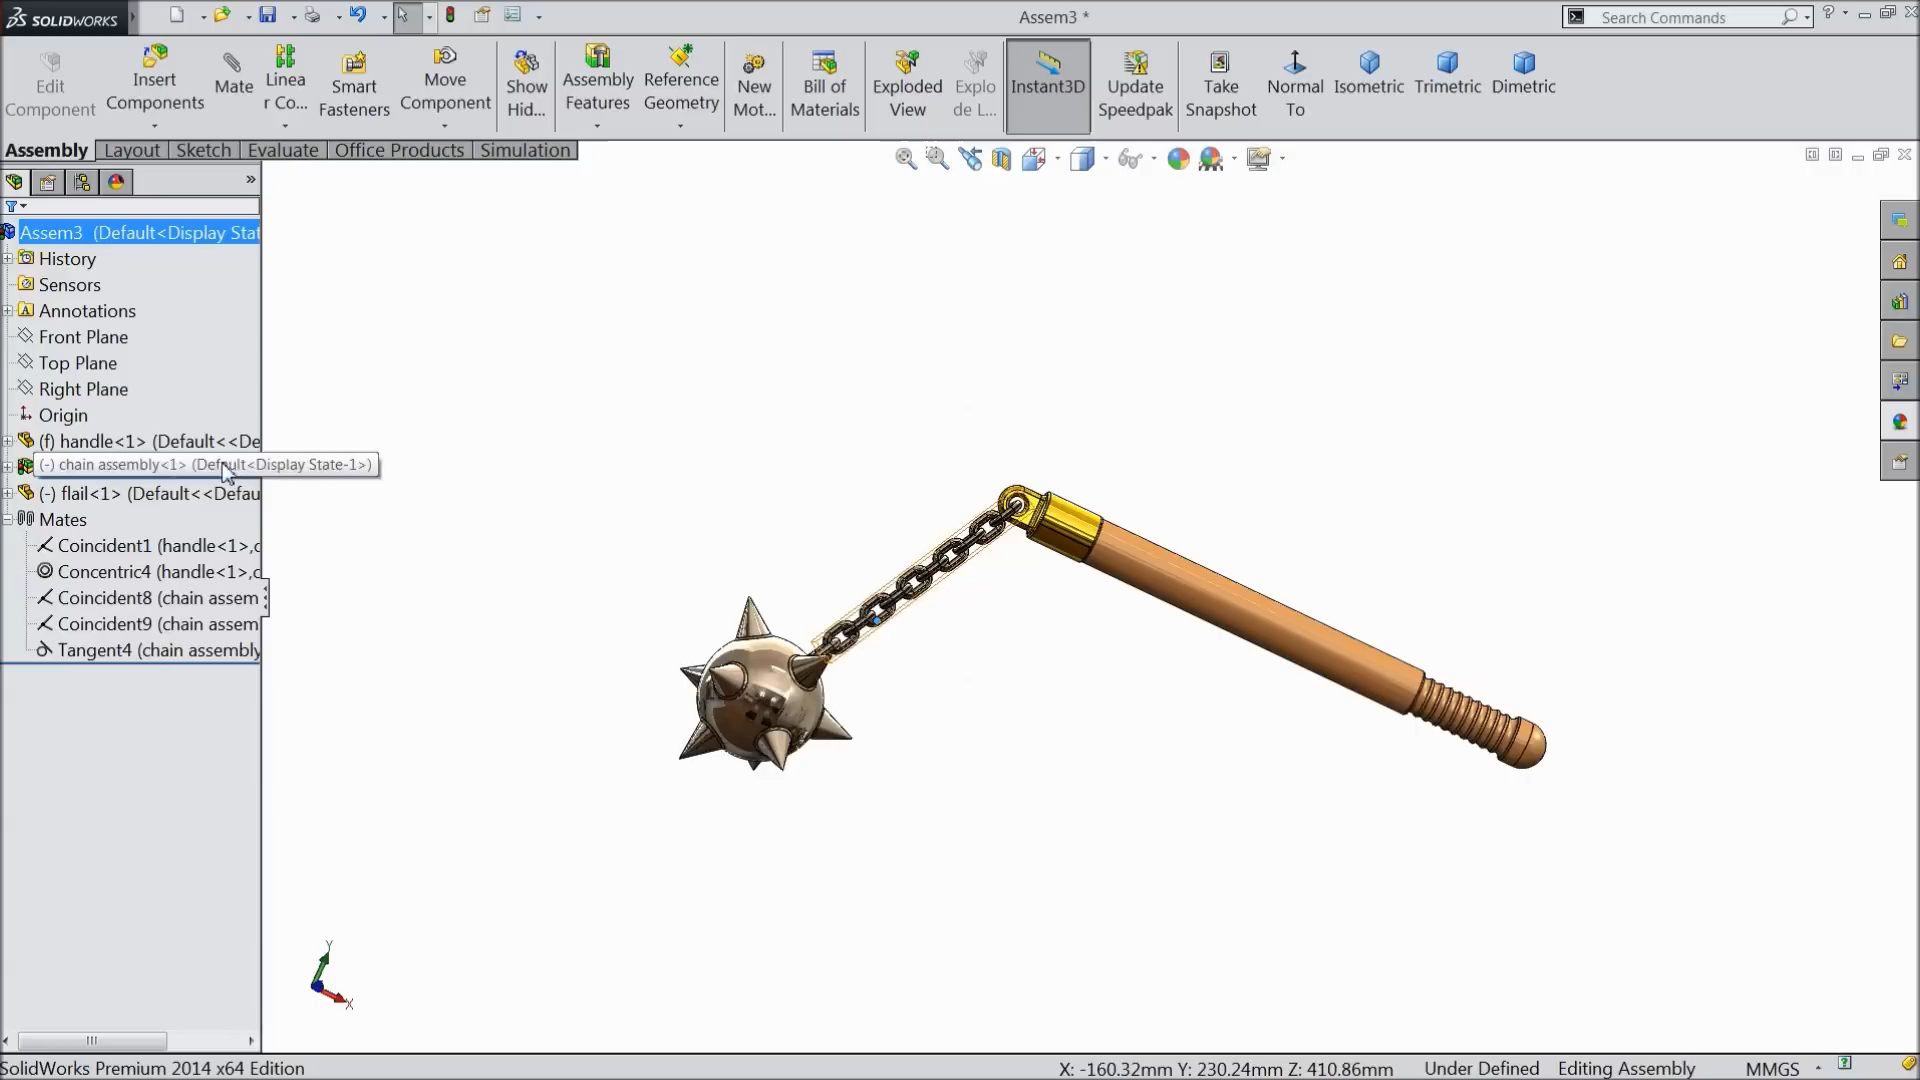 SOLIDWORKS
Assem3 *
Search Commands
Edit Component
Insert Components
Mate
Linea r Co...
Smart Fasteners
Move Component
Show Hid...
Assembly Features
Reference Geometry
New Mot...
Bill of Materials
Exploded View
Explo de L...
Instant3D
Update Speedpak
Take Snapshot
Normal To
Isometric
Trimetric
Dimetric
Assembly
Layout
Sketch
Evaluate
Office Products
Simulation
Assem3 (Default<Display Stat
History
Sensors
Annotations
Front Plane
Top Plane
Right Plane
Origin
(f) handle<1> (Default<<De
(-) chain assembly<1> (Default<Display State-1>)
(-) flail<1> (Default<<Defau
Mates
Coincident1 (handle<1>,c
Concentric4 (handle<1>,c
Coincident8 (chain assem
Coincident9 (chain assem
Tangent4 (chain assembly
Y
X
SolidWorks Premium 2014 x64 Edition
X: -160.32mm Y: 230.24mm Z: 410.86mm
Under Defined
Editing Assembly
MMGS